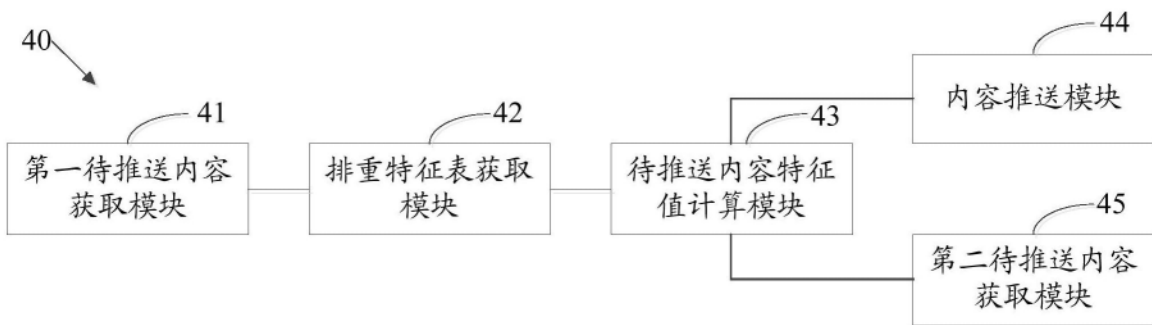 40
41
第一待推送内容
获取模块
42
排重特征表获取
模块
43
待推送内容特征
值计算模块
44
内容推送模块
45
第二待推送内容
获取模块